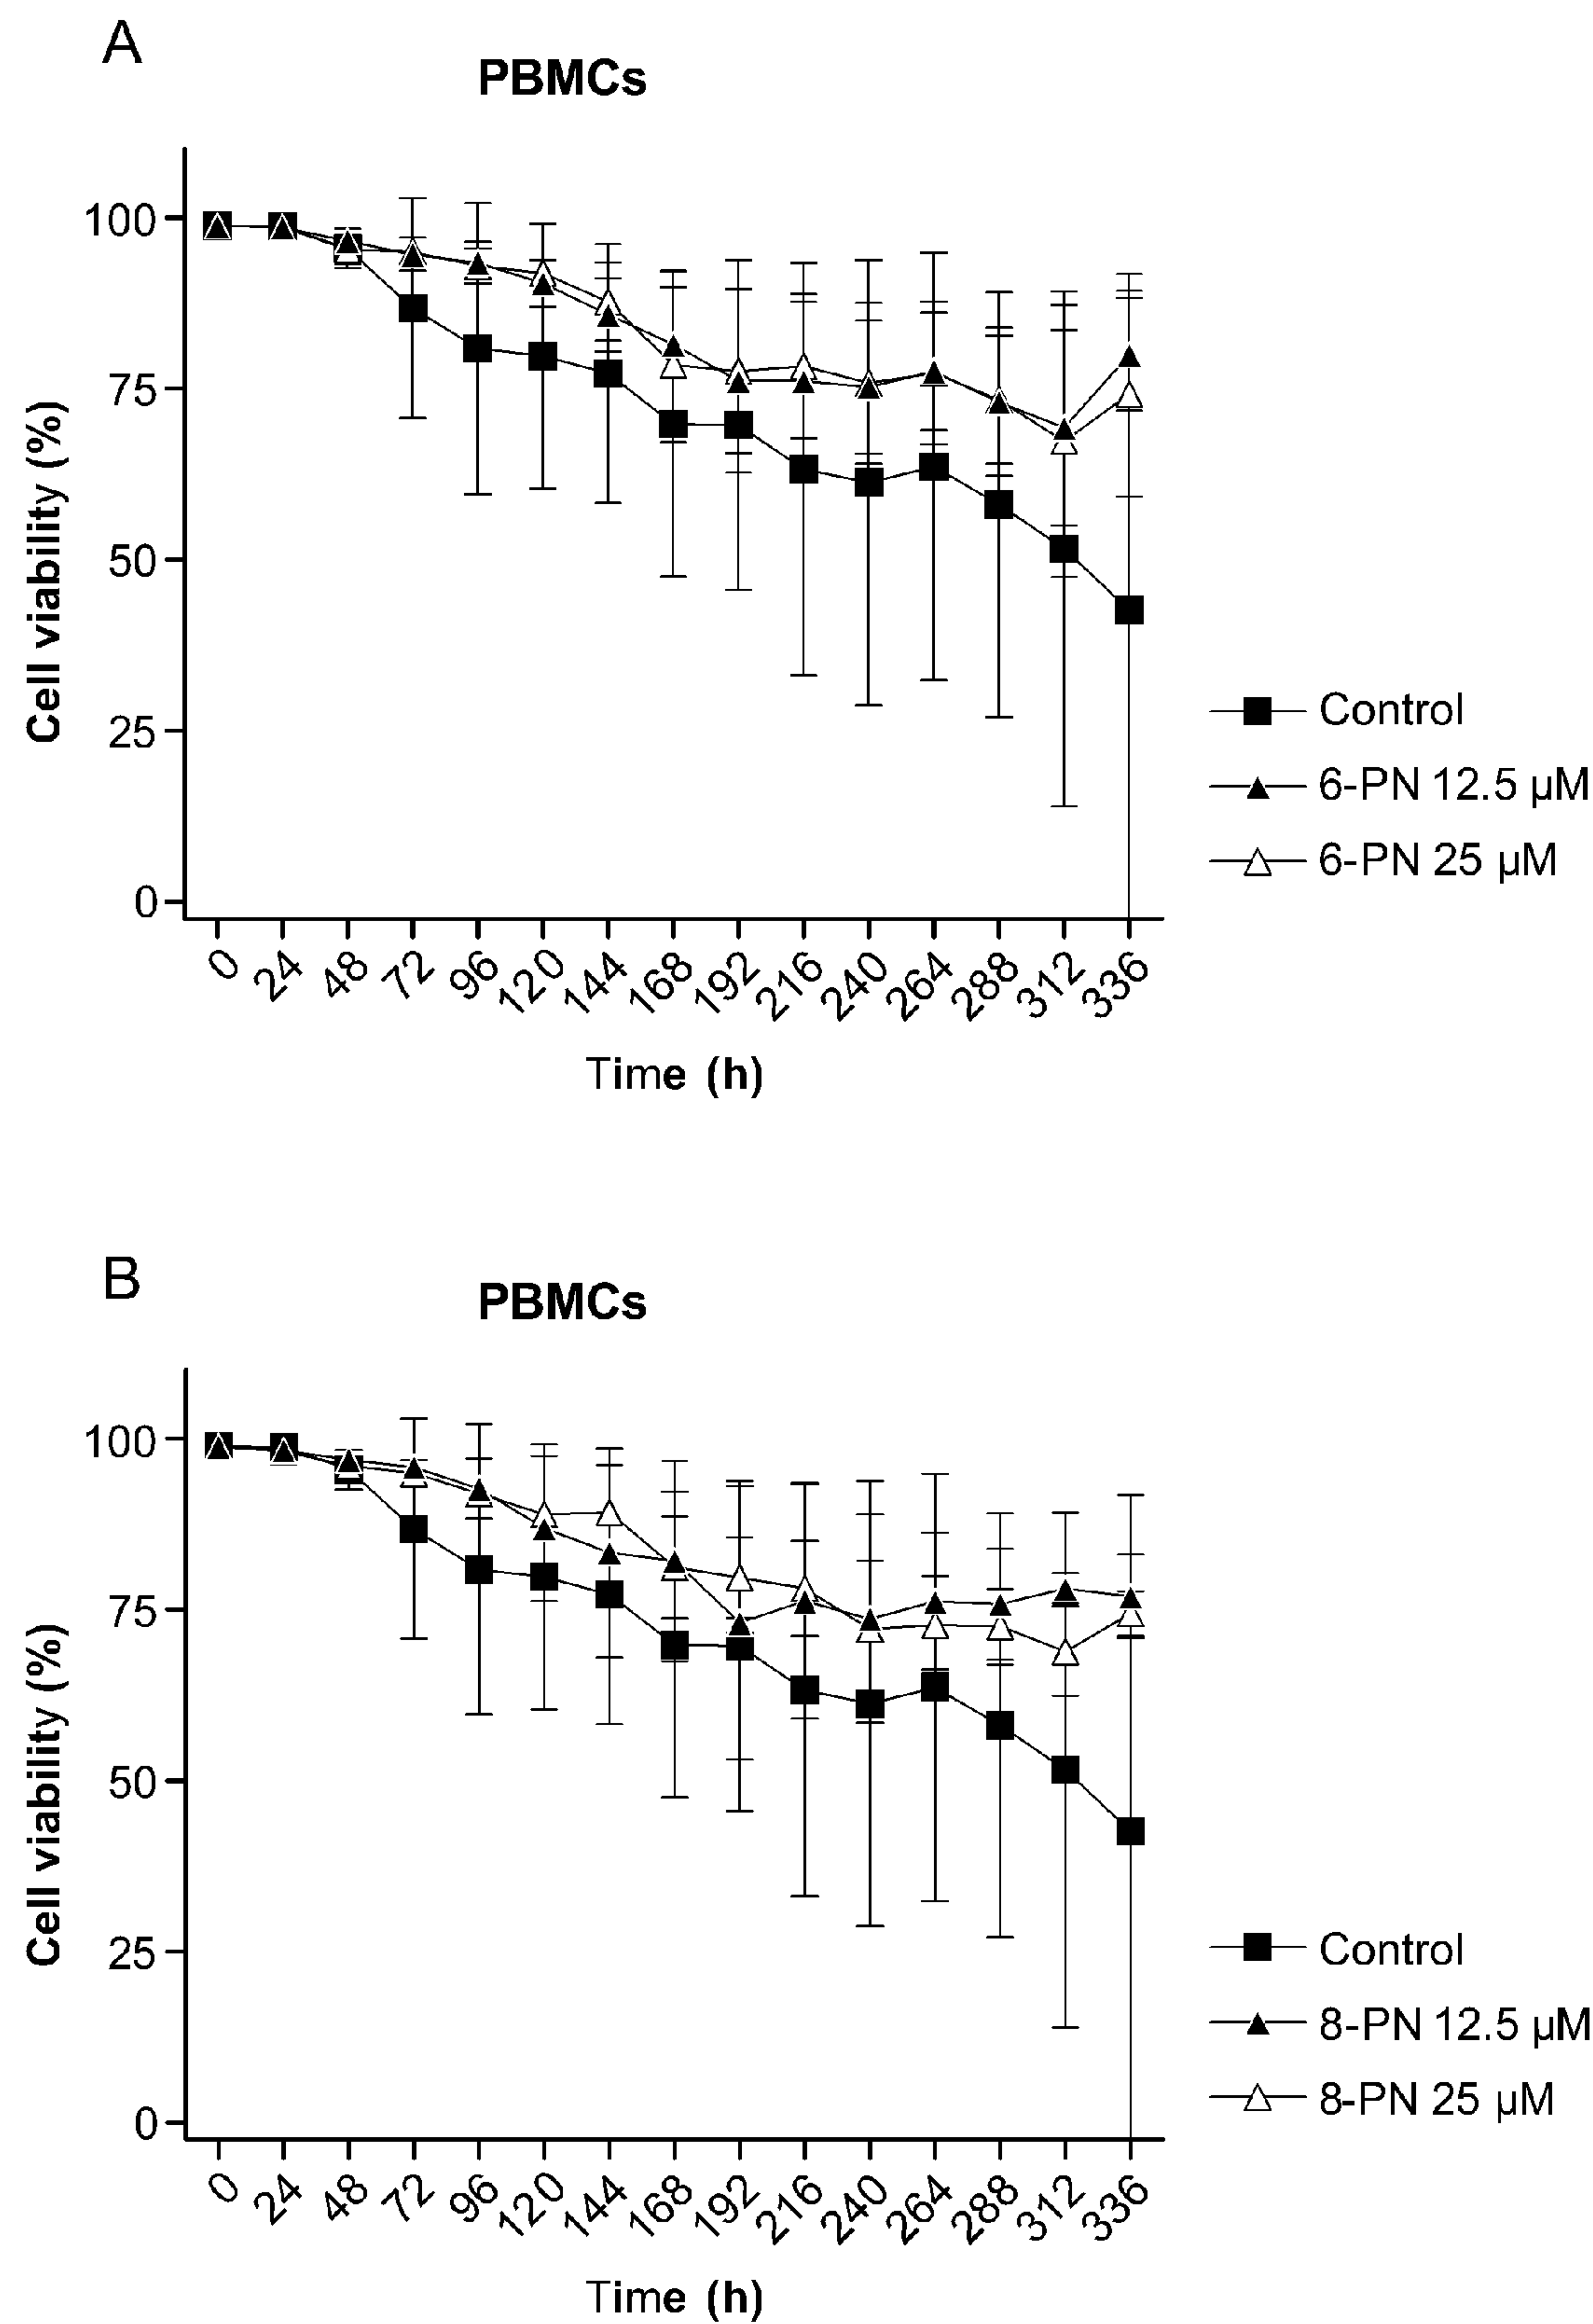 A
PBMCs
Cell viability (%)
100
75
50
25
0
0 24 48 72 96 120 144 168 192 216 240 264 288 312 336
Time (h)
Control
6-PN 12.5 µM
6-PN 25 µM
B
PBMCs
Cell viability (%)
100
75
50
25
0
0 24 48 72 96 120 144 168 192 216 240 264 288 312 336
Time (h)
Control
8-PN 12.5 µM
8-PN 25 µM